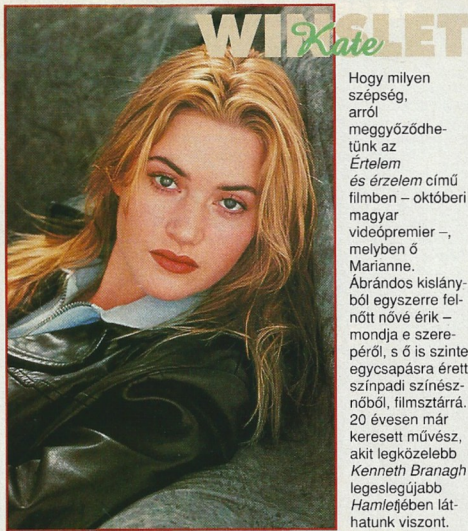 WINSLET
Kate
Hogy milyen
szépség,
arról
meggyőződhe-
tünk az
Értelem
és érzelem című
filmben – októberi
magyar
videópremier –,
melyben ő
Marianne.
Ábrándos kislány-
ból egyszerre fel-
nőtt nővé érik –
mondja e szere-
péről, s ő is szinte
egycsapásra érett
színpadi színész-
nőből, filmsztárrá.
20 évesen már
keresett művész,
akit legközelebb
Kenneth Branagh
legeslegújabb
Hamletjében lát-
hatunk viszont.